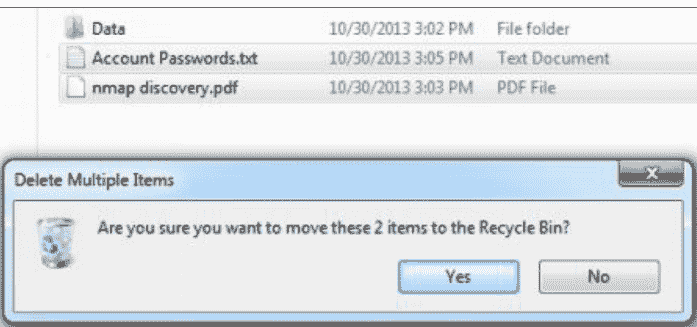 Data 10/30/2013 3:02 PM File folder
Account Passwords.txt 10/30/2013 3:05 PM Text Document
nmap discovery.pdf 10/30/2013 3:03 PM PDF File
Delete Multiple Items
Are you sure you want to move these 2 items to the Recycle Bin?
Yes No